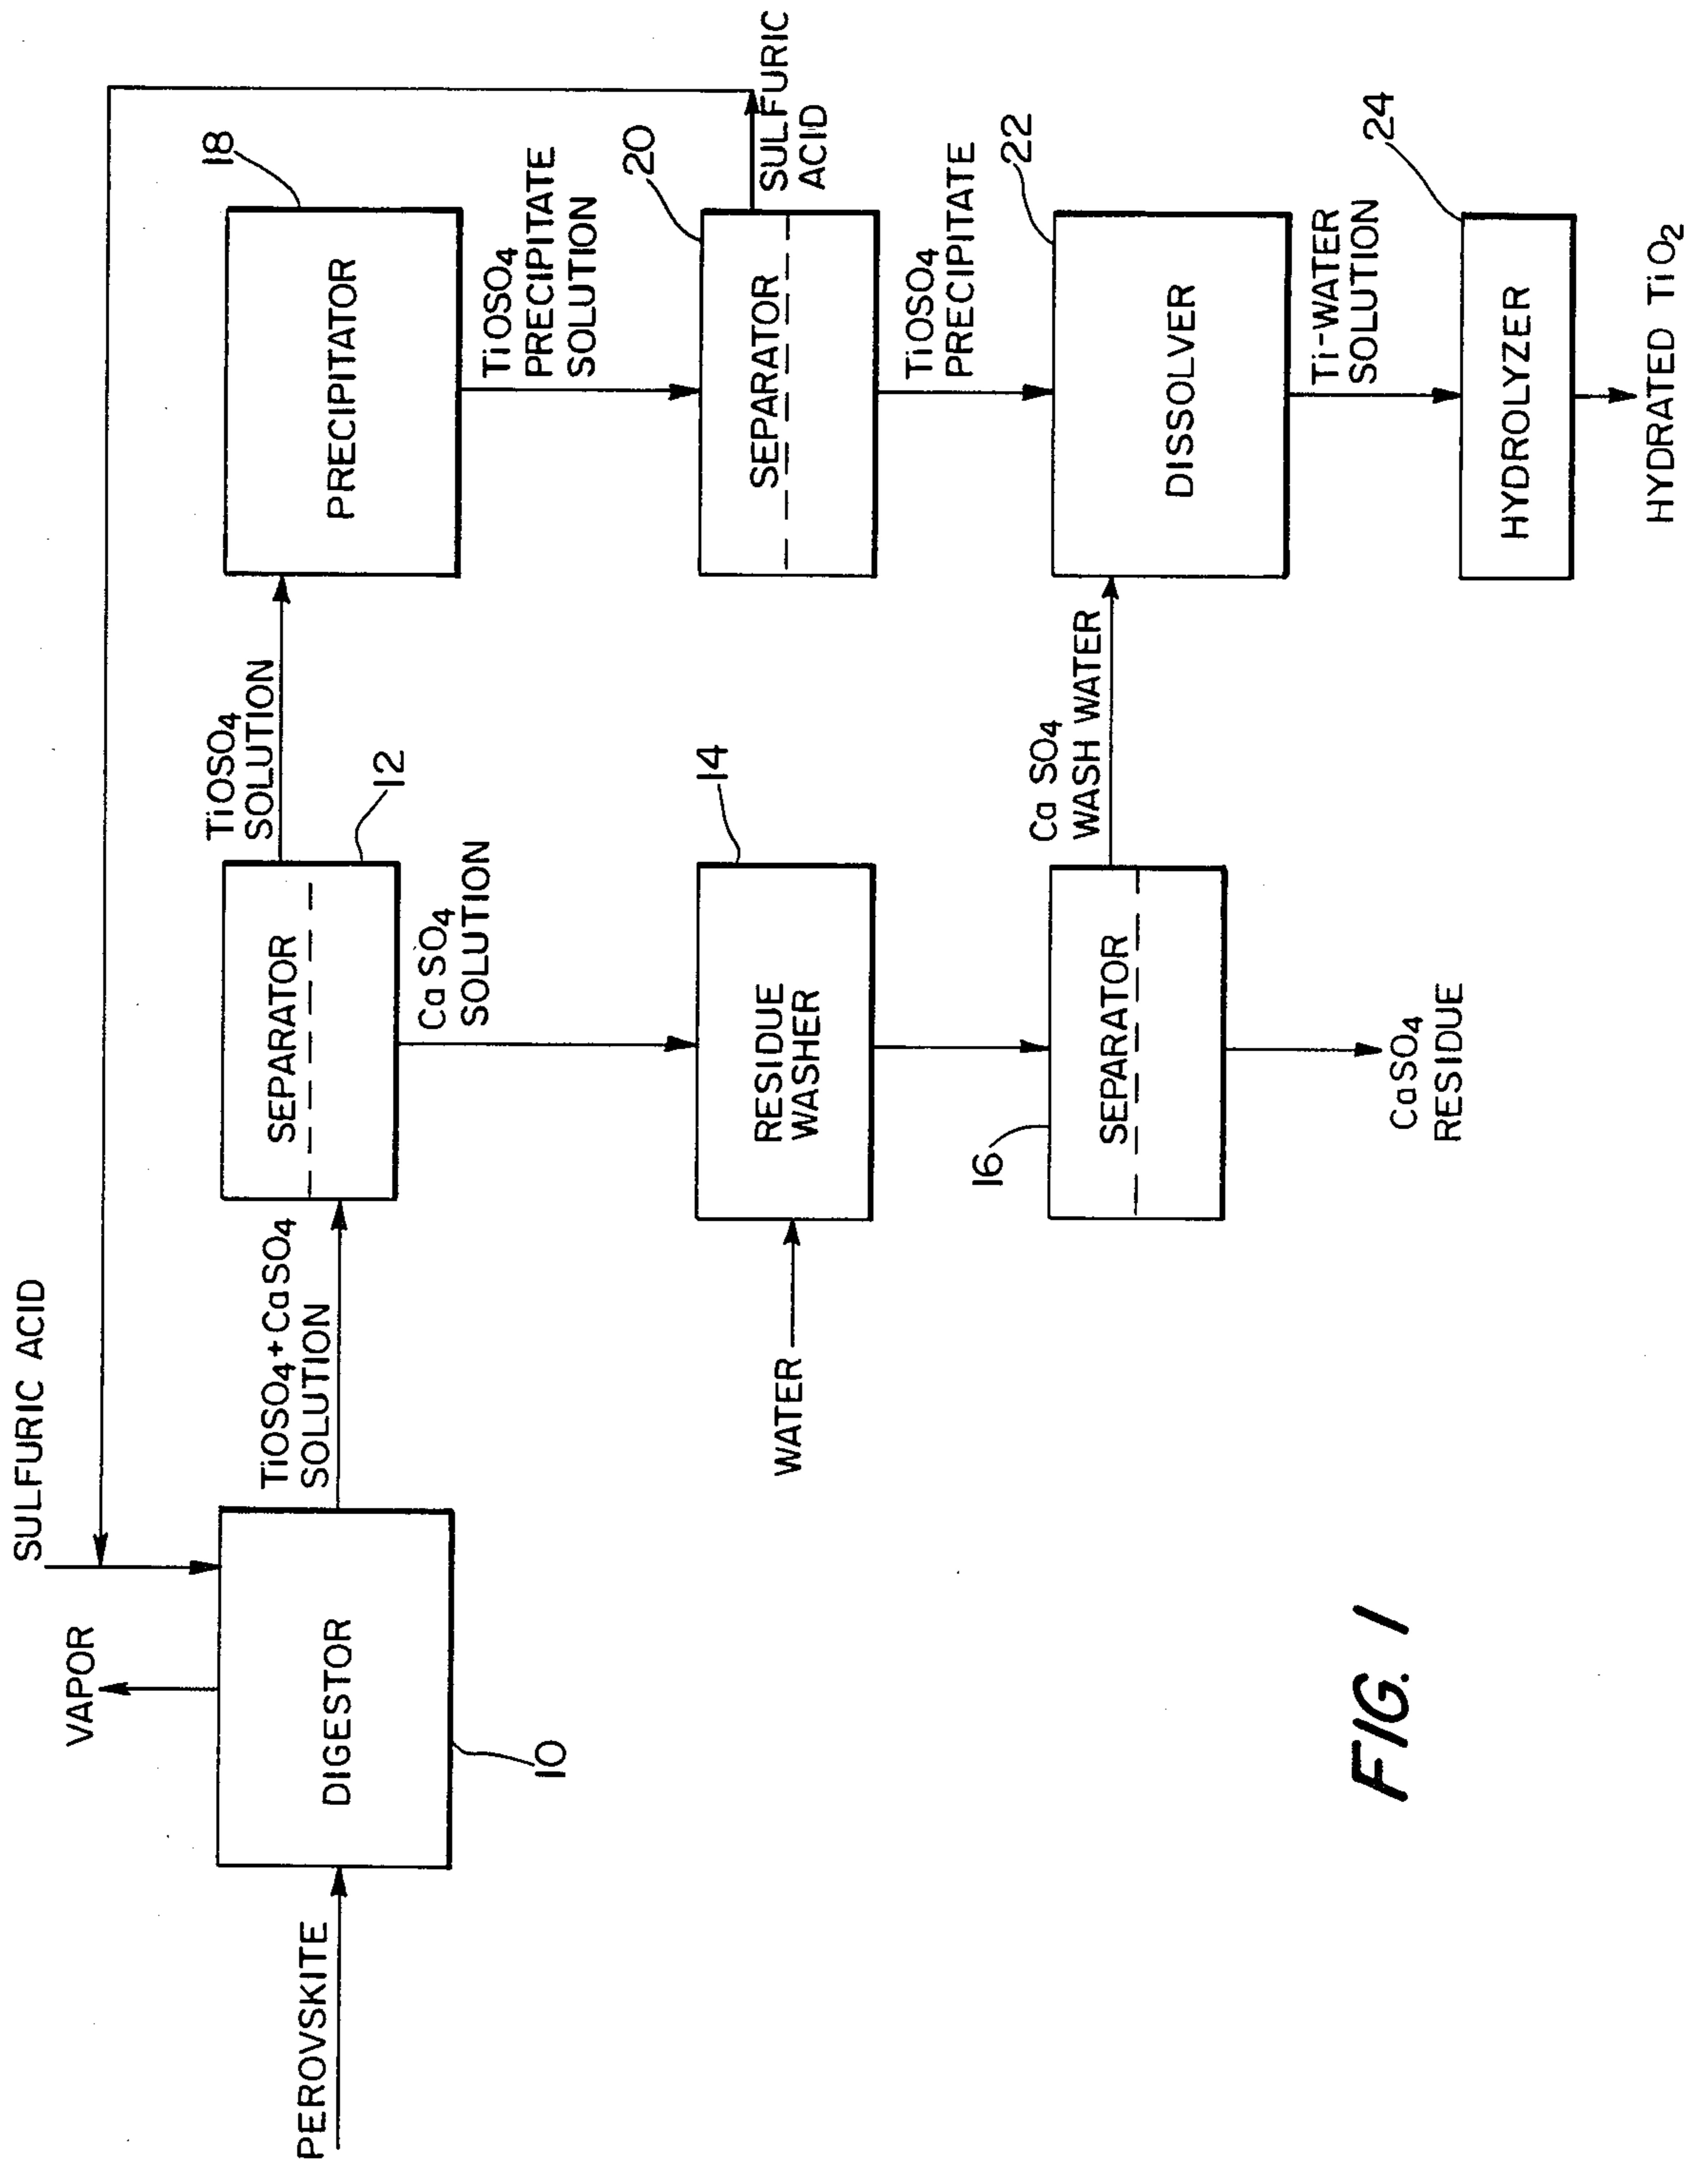 SULFURIC ACID
VAPOR
PEROVSKITE
DIGESTOR
10
TiOSO4+CaSO4
SOLUTION
SEPARATOR
12
TiOSO4
SOLUTION
PRECIPITATOR
18
CaSO4
SOLUTION
TiOSO4
PRECIPITATE
SOLUTION
WATER
RESIDUE
WASHER
14
SEPARATOR
20
SULFURIC
ACID
TiOSO4
PRECIPITATE
16
SEPARATOR
CaSO4
WASH WATER
DISSOLVER
22
CaSO4
RESIDUE
Ti-WATER
SOLUTION
HYDROLYZER
24
HYDRATED TiO2
FIG. 1